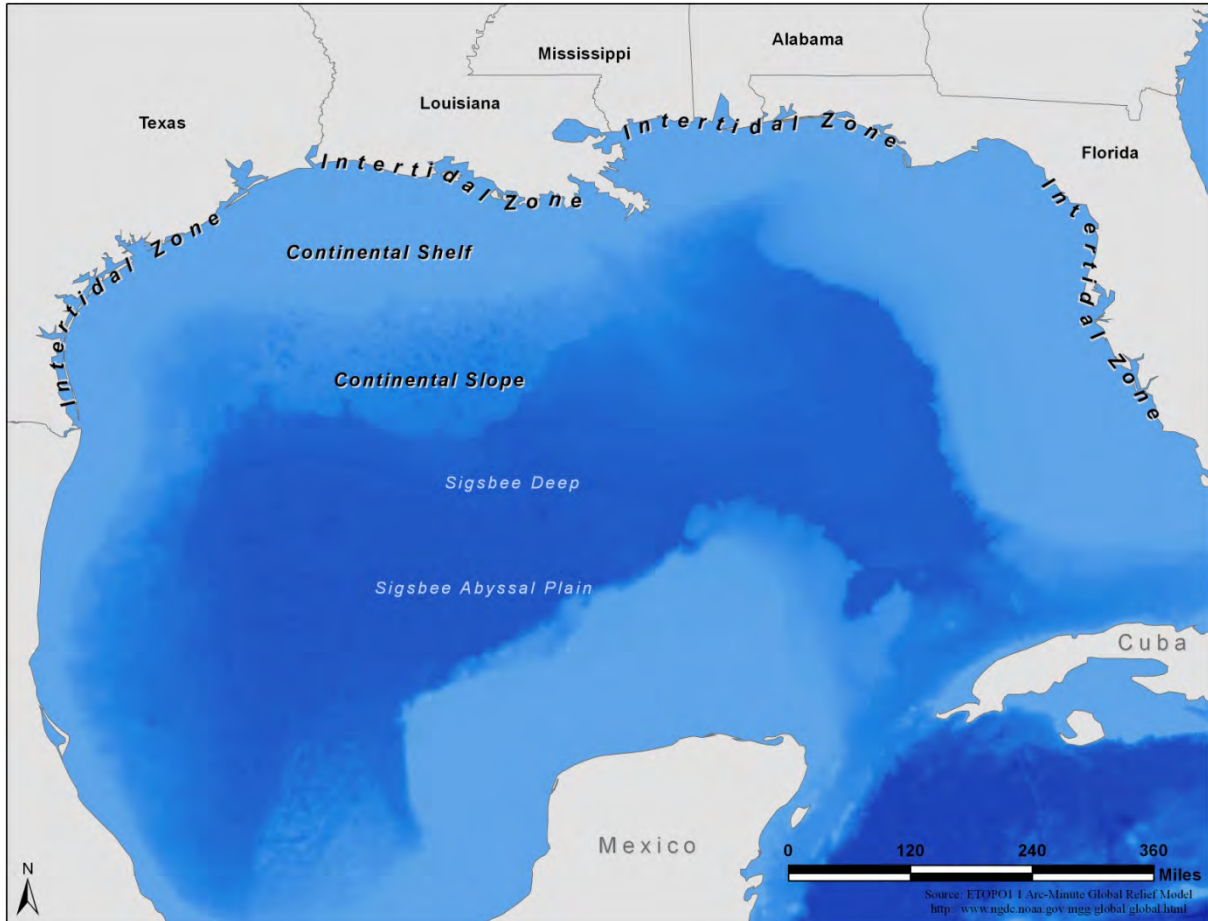 Mississippi
Alabama
Louisiana
Texas
Florida
Intertidal Zone
Intertidal Zone
Intertidal Zone
Intertidal Zone
Continental Shelf
Continental Slope
Sigsbee Deep
Sigsbee Abyssal Plain
Cuba
Mexico
N
0 120 240 360
Miles
Source: ETOPO1 1 Arc-Minute Global Relief Model
http://www.ngdc.noaa.gov/mgg/global/global.html